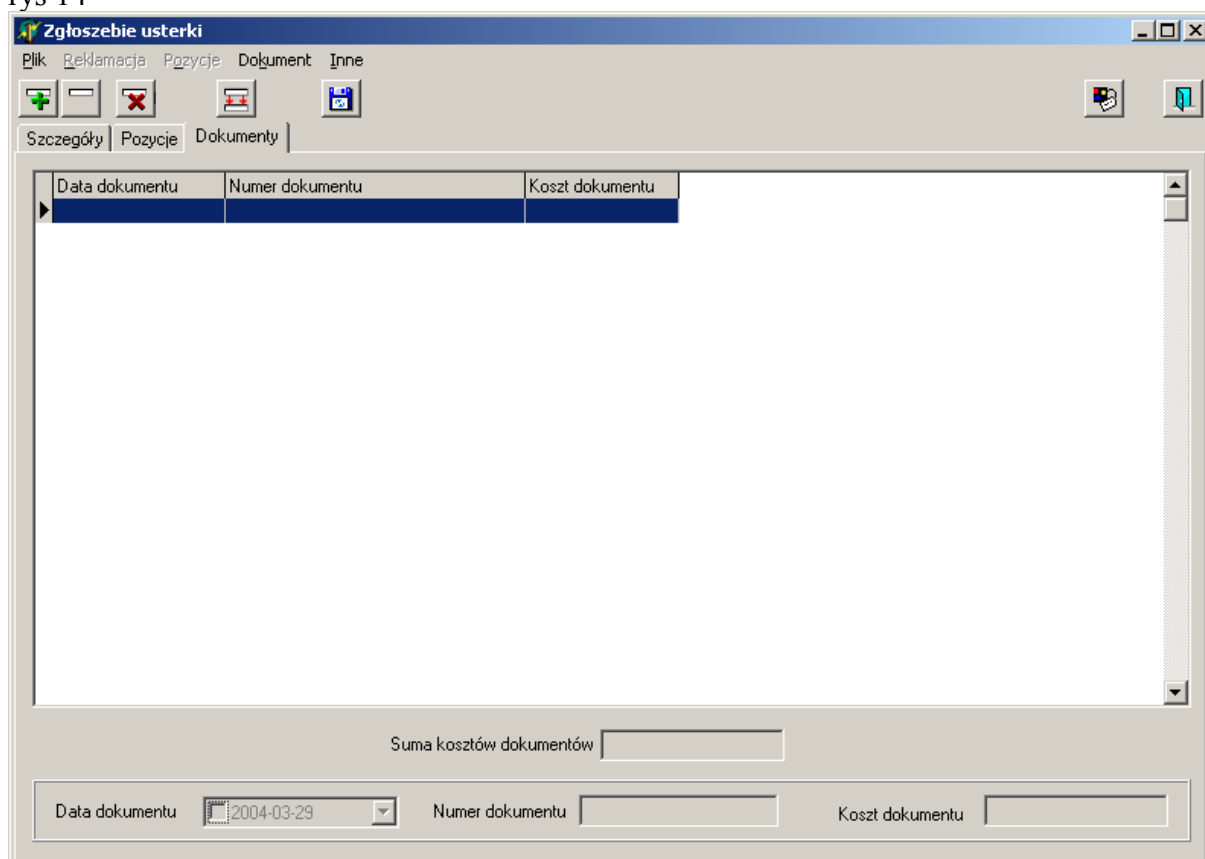 rys 14
Zgłoszebie usterki
Plik Reklamacja Pozycje Dokument Inne
Szczegóły Pozycje Dokumenty
Data dokumentu Numer dokumentu Koszt dokumentu
Suma kosztów dokumentów
Data dokumentu 2004-03-29 Numer dokumentu Koszt dokumentu